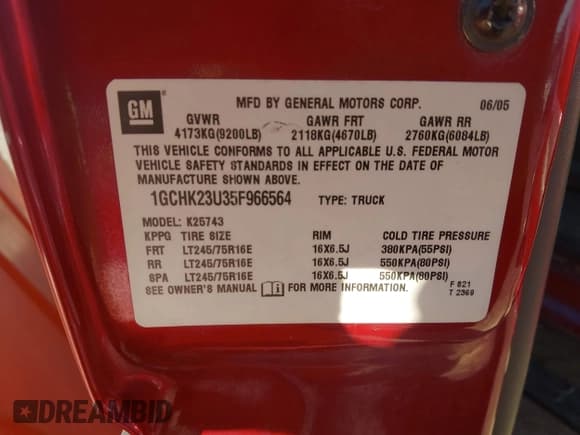 GM
MFD BY GENERAL MOTORS CORP. 06/05
GVWR GAWR FRT GAWR RR
4173KG(9200LB) 2118KG(4670LB) 2760KG(6084LB)
THIS VEHICLE CONFORMS TO ALL APPLICABLE U.S. FEDERAL MOTOR
VEHICLE SAFETY STANDARDS IN EFFECT ON THE DATE OF
MANUFACTURE SHOWN ABOVE.
1GCHK23U35F966564 TYPE: TRUCK
MODEL: K25743
KPPG TIRE SIZE RIM COLD TIRE PRESSURE
FRT LT245/75R16E 16X6.5J 380KPA(55PSI)
RR LT245/75R16E 16X6.5J 550KPA(80PSI)
SPA LT245/75R16E 16X6.5J 550KPA(80PSI)
SEE OWNER'S MANUAL FOR MORE INFORMATION.
F 821
T 2369
DREAMBID